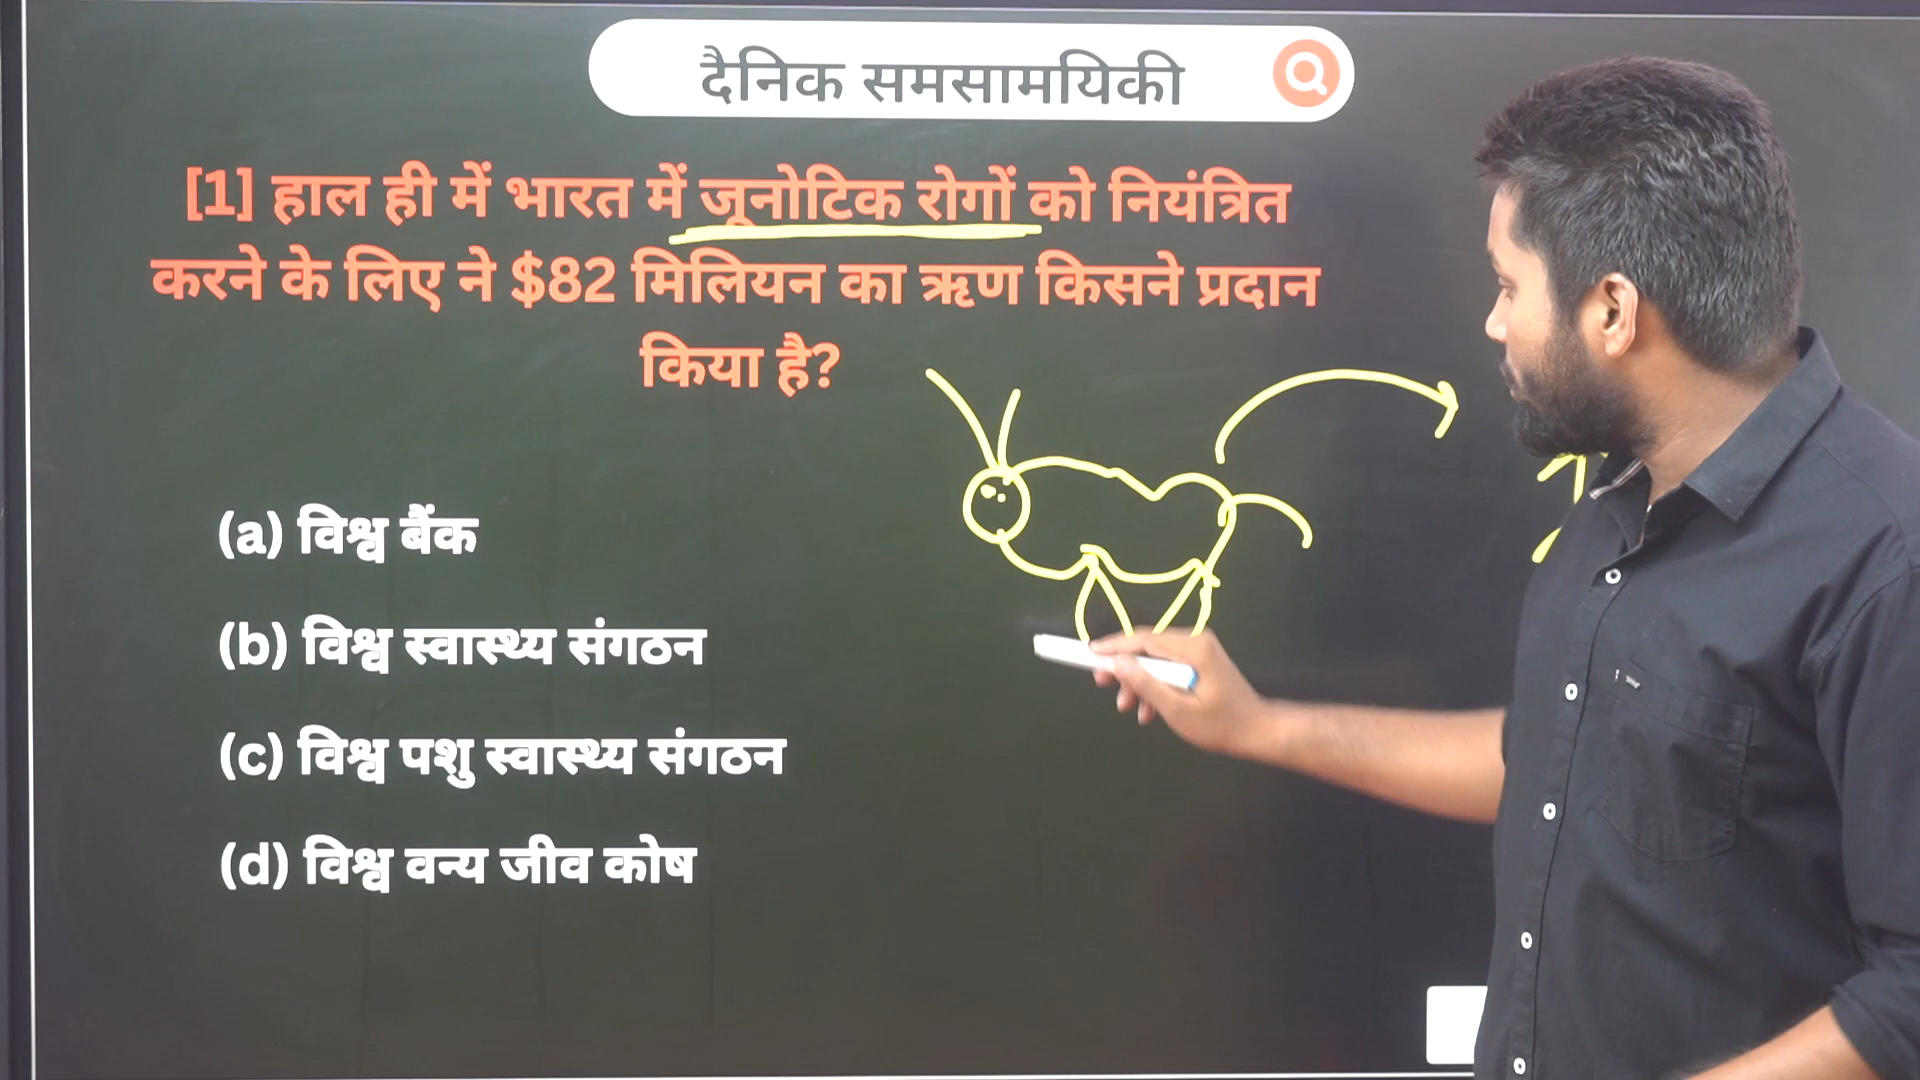 दैनिक समसामयिकी
[1] हाल ही में भारत में जूनोटिक रोगों को नियंत्रित
करने के लिए ने $82 मिलियन का ऋण किसने प्रदान
किया है?
(a) विश्व बैंक
(b) विश्व स्वास्थ्य संगठन
(c) विश्व पशु स्वास्थ्य संगठन
(d) विश्व वन्य जीव कोष